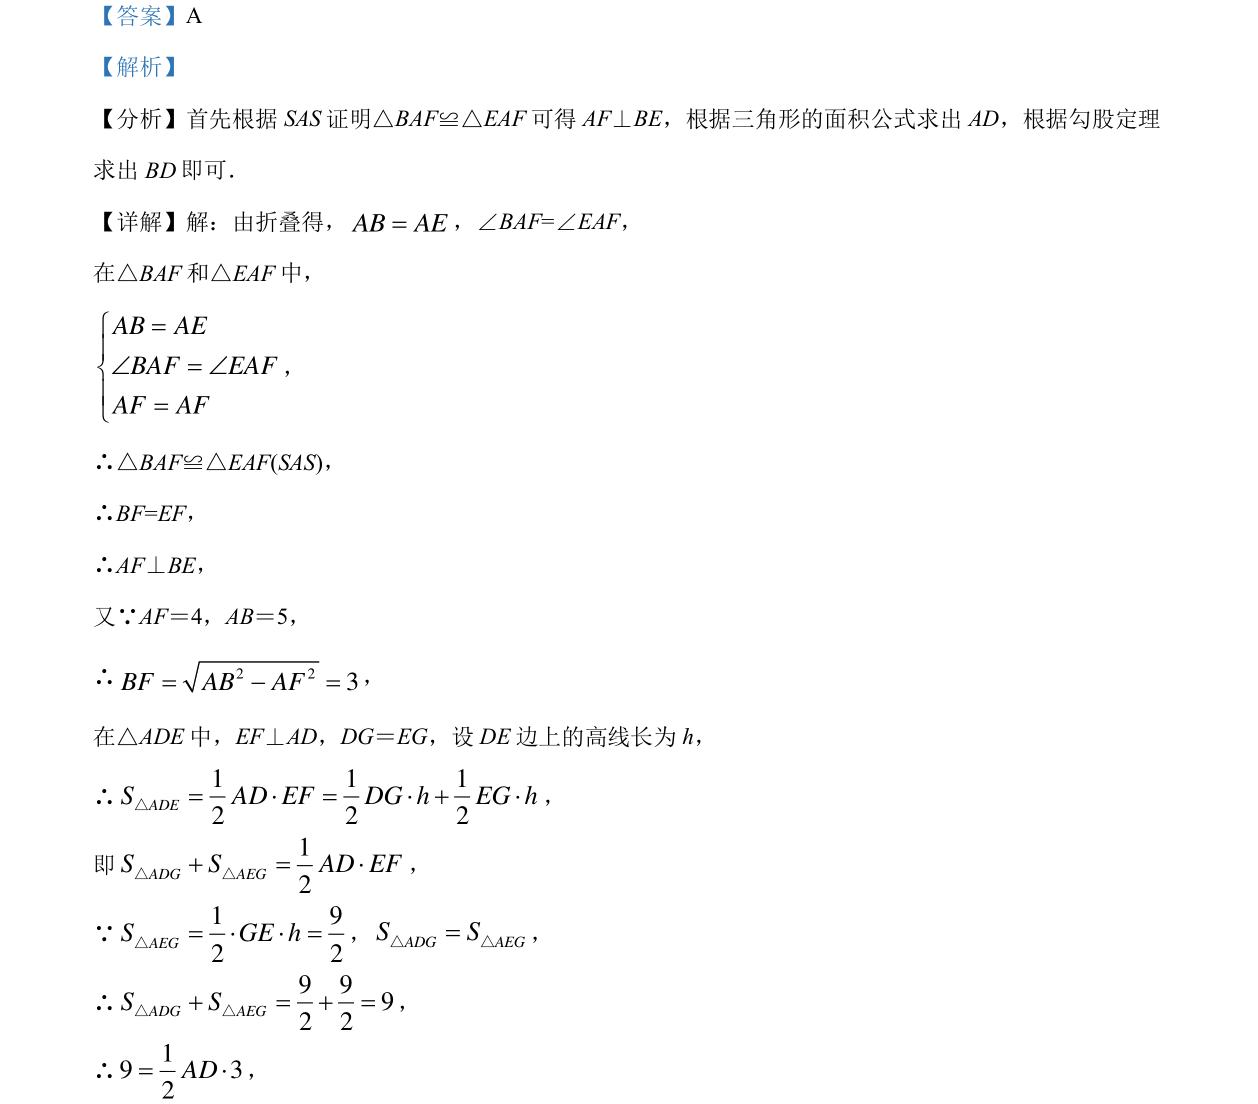 【答案】A
【解析】
【分析】首先根据 SAS 证明△BAF≌△EAF 可得 AF⊥BE，根据三角形的面积公式求出 AD，根据勾股定理
求出 BD 即可．
【详解】解：由折叠得， AB = AE ，∠BAF=∠EAF，
在△BAF 和△EAF 中，
{AB = AE
∠BAF = ∠EAF ，
AF = AF
∴△BAF≌△EAF(SAS)，
∴BF=EF，
∴AF⊥BE，
又∵AF＝4，AB＝5，
∴ BF = √(AB² − AF²) = 3 ，
在△ADE 中，EF⊥AD，DG＝EG，设 DE 边上的高线长为 h，
∴ S△ADE = 1/2 AD · EF = 1/2 DG · h + 1/2 EG · h ，
即 S△ADG + S△AEG = 1/2 AD · EF ，
∵ S△AEG = 1/2 · GE · h = 9/2 ， S△ADG = S△AEG ，
∴ S△ADG + S△AEG = 9/2 + 9/2 = 9 ，
∴ 9 = 1/2 AD · 3 ，